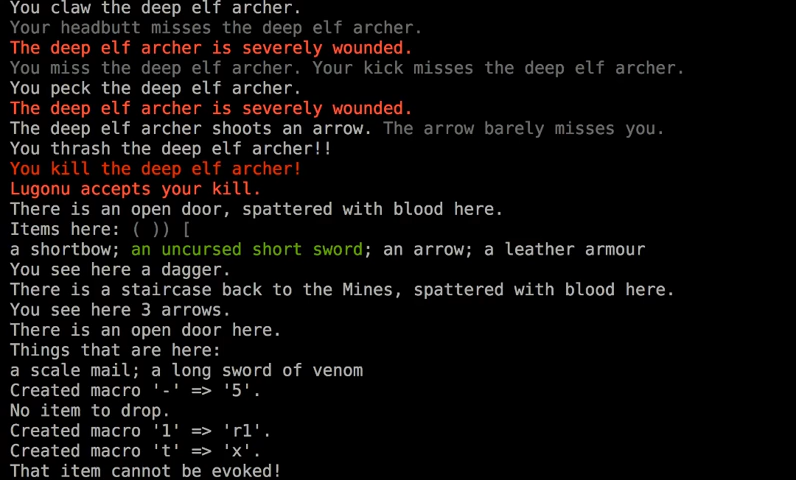 You claw the deep elf archer.
Your headbutt misses the deep elf archer.
The deep elf archer is severely wounded.
You miss the deep elf archer. Your kick misses the deep elf archer.
You peck the deep elf archer.
The deep elf archer is severely wounded.
The deep elf archer shoots an arrow. The arrow barely misses you.
You thrash the deep elf archer!!
You kill the deep elf archer!
Lugonu accepts your kill.
There is an open door, spattered with blood here.
Items here: ( )) [
a shortbow; an uncursed short sword; an arrow; a leather armour
You see here a dagger.
There is a staircase back to the Mines, spattered with blood here.
You see here 3 arrows.
There is an open door here.
Things that are here:
a scale mail; a long sword of venom
Created macro '-' => '5'.
No item to drop.
Created macro '1' => 'r1'.
Created macro 't' => 'x'.
That item cannot be evoked!